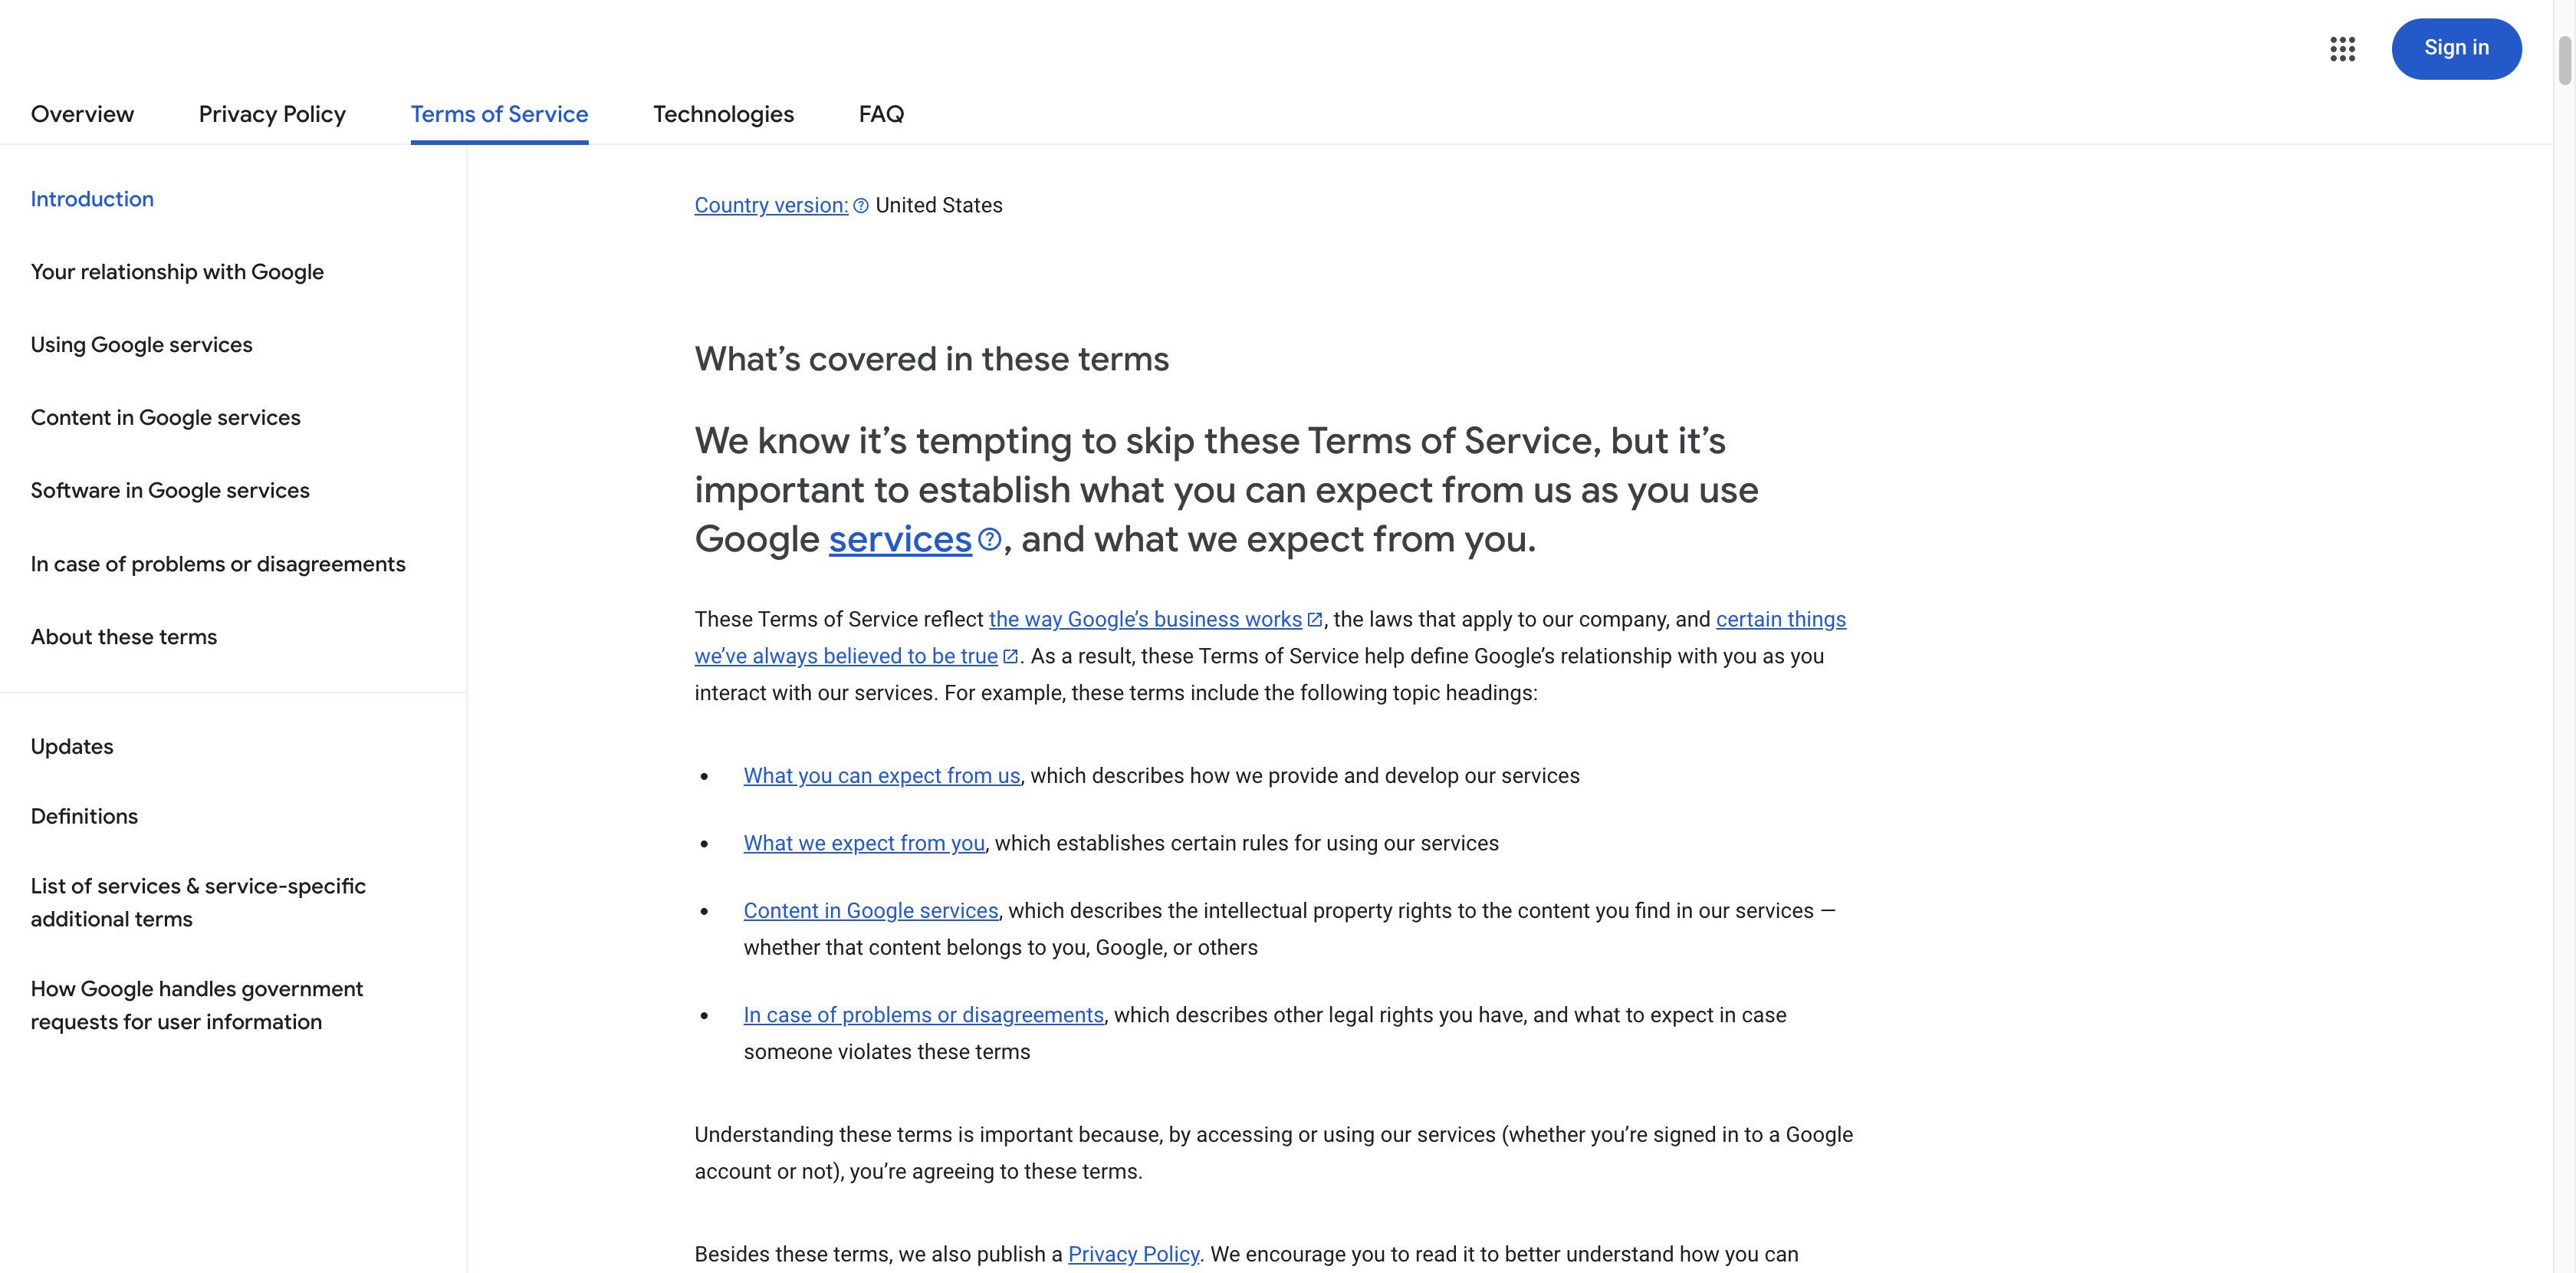 Sign in
Overview
Privacy Policy
Terms of Service
Technologies
FAQ
Introduction
Your relationship with Google
Using Google services
Content in Google services
Software in Google services
In case of problems or disagreements
About these terms
Updates
Definitions
List of services & service-specific
additional terms
How Google handles government
requests for user information
Country version: United States
What’s covered in these terms
We know it’s tempting to skip these Terms of Service, but it’s
important to establish what you can expect from us as you use
Google services, and what we expect from you.
These Terms of Service reflect the way Google’s business works, the laws that apply to our company, and certain things
we’ve always believed to be true. As a result, these Terms of Service help define Google’s relationship with you as you
interact with our services. For example, these terms include the following topic headings:
• What you can expect from us, which describes how we provide and develop our services
• What we expect from you, which establishes certain rules for using our services
• Content in Google services, which describes the intellectual property rights to the content you find in our services —
whether that content belongs to you, Google, or others
• In case of problems or disagreements, which describes other legal rights you have, and what to expect in case
someone violates these terms
Understanding these terms is important because, by accessing or using our services (whether you’re signed in to a Google
account or not), you’re agreeing to these terms.
Besides these terms, we also publish a Privacy Policy. We encourage you to read it to better understand how you can